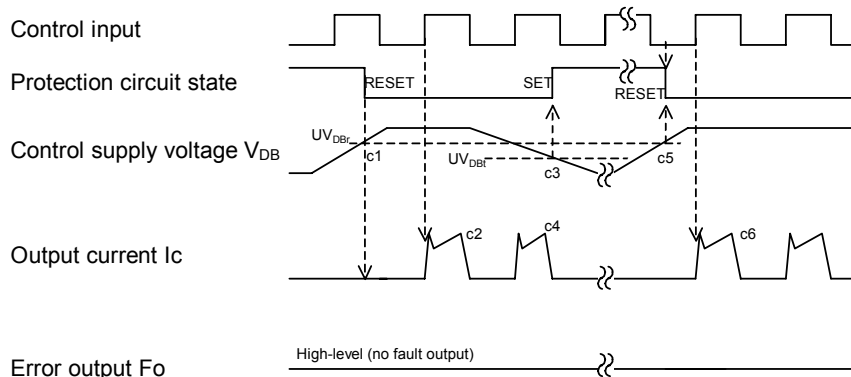 Control input
Protection circuit state
RESET
SET
RESET
UVDBr
Control supply voltage VDB
c1
UVDBt
c3
c5
Output current Ic
c2
c4
c6
High-level (no fault output)
Error output Fo